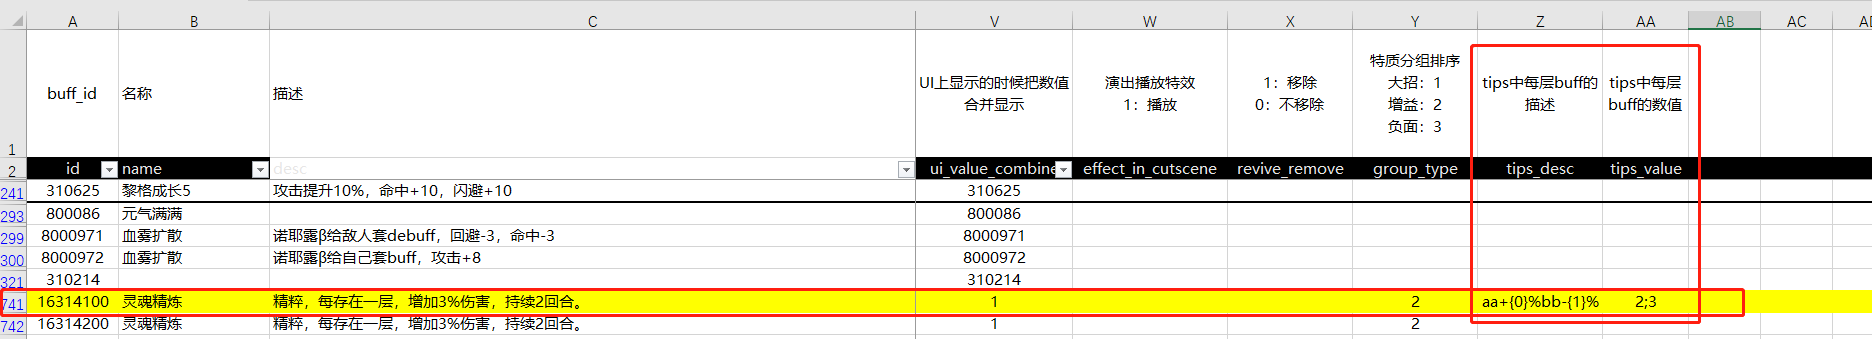 A B C V W X Y Z AA AB AC AD
1 buff_id 名称 描述 UI上显示的时候把数值合并显示 演出播放特效 1：播放 1：移除 0：不移除 特质分组排序 大招：1 增益：2 负面：3 tips中每层buff的描述 tips中每层buff的数值
2 id name desc ui_value_combine effect_in_cutscene revive_remove group_type tips_desc tips_value
241 310625 黎格成长5 攻击提升10%，命中+10，闪避+10 310625
293 800086 元气满满 800086
299 8000971 血雾扩散 诺耶露β给敌人套debuff，回避-3，命中-3 8000971
300 8000972 血雾扩散 诺耶露β给自己套buff，攻击+8 8000972
321 310214 310214
741 16314100 灵魂精炼 精粹，每存在一层，增加3%伤害，持续2回合。 1 2 aa+{0}%bb-{1}% 2;3
742 16314200 灵魂精炼 精粹，每存在一层，增加3%伤害，持续2回合。 1 2